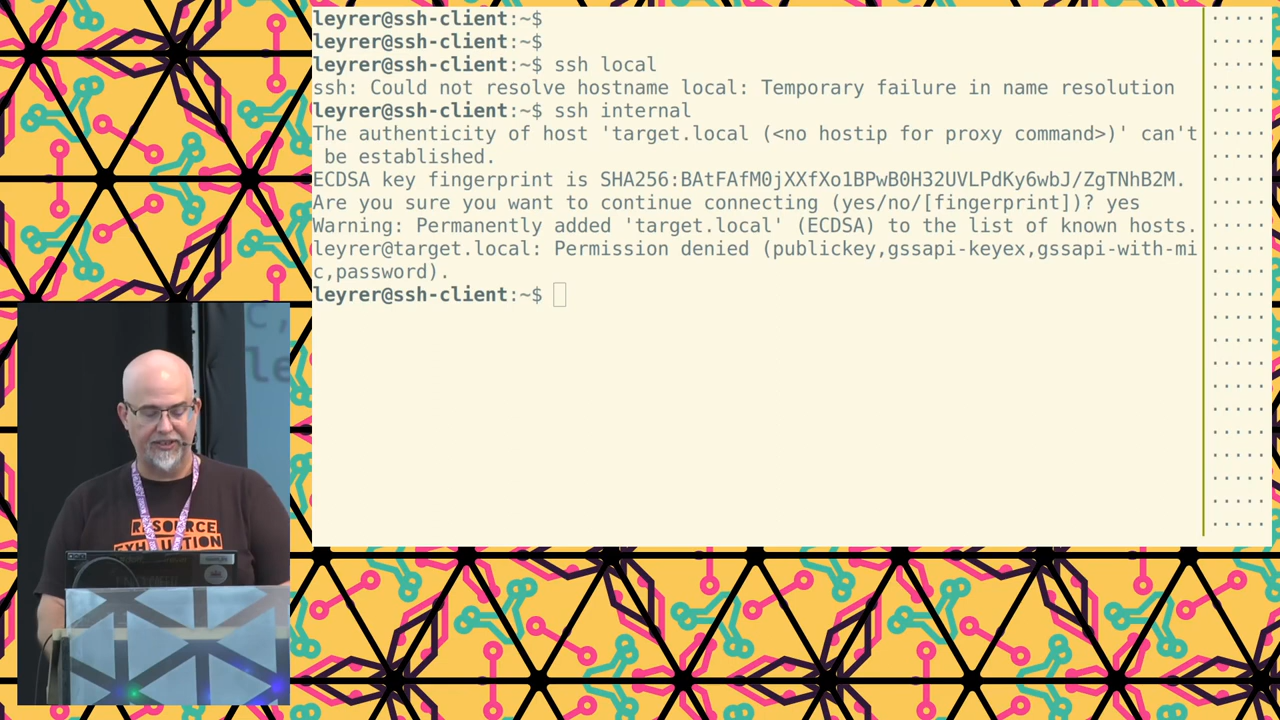 leyrer@ssh-client:~$
leyrer@ssh-client:~$
leyrer@ssh-client:~$ ssh local
ssh: Could not resolve hostname local: Temporary failure in name resolution
leyrer@ssh-client:~$ ssh internal
The authenticity of host 'target.local (<no hostip for proxy command>)' can't
 be established.
ECDSA key fingerprint is SHA256:BAtFAfM0jXXfXo1BPwB0H32UVLPdKy6wbJ/ZgTNhB2M.
Are you sure you want to continue connecting (yes/no/[fingerprint])? yes
Warning: Permanently added 'target.local' (ECDSA) to the list of known hosts.
leyrer@target.local: Permission denied (publickey,gssapi-keyex,gssapi-with-mi
c,password).
leyrer@ssh-client:~$
c,
le
RESOURCE
EXHAUSTION